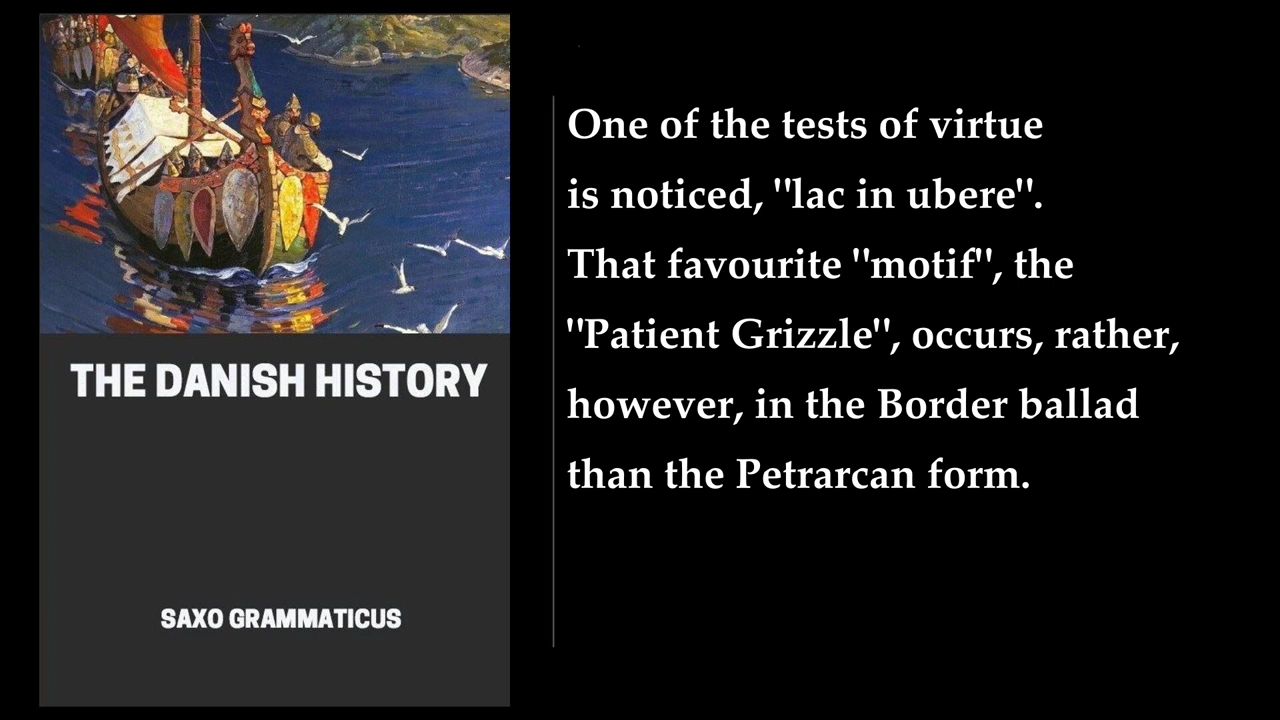 THE DANISH HISTORY
SAXO GRAMMATICUS
One of the tests of virtue
is noticed, "lac in ubere".
That favourite "motif", the
"Patient Grizzle", occurs, rather,
however, in the Border ballad
than the Petrarcan form.